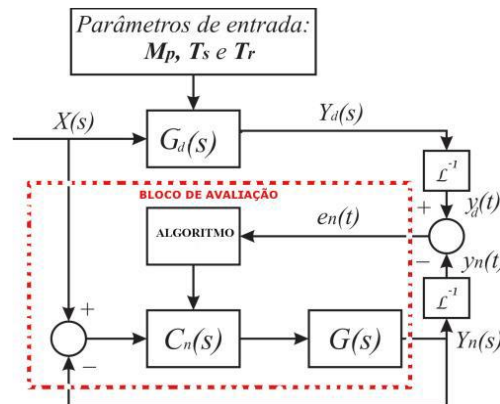 Parâmetros de entrada:
Mp, Ts e Tr
X(s)
Gd(s)
Yd(s)
ℒ⁻¹
BLOCO DE AVALIAÇÃO
+
yd(t)
en(t)
ALGORITMO
−
yn(t)
ℒ⁻¹
+
Cn(s)
G(s)
Yn(s)
−